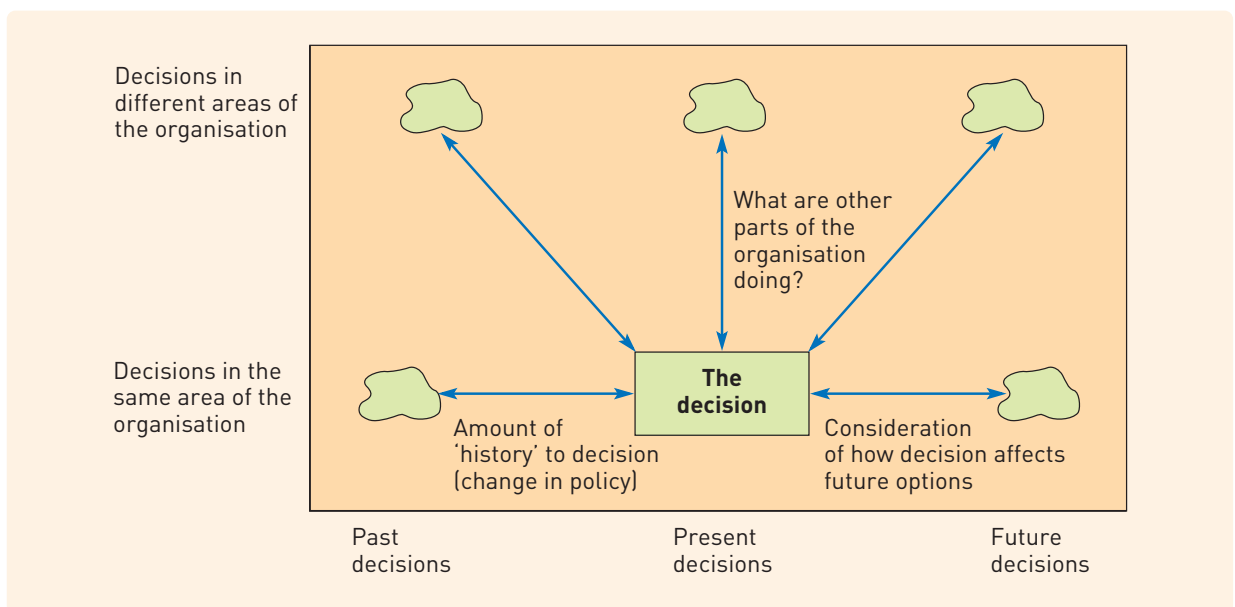 Decisions in
different areas of
the organisation
What are other
parts of the
organisation
doing?
Decisions in the
same area of the
organisation
The
decision
Amount of
‘history’ to decision
(change in policy)
Consideration
of how decision affects
future options
Past
decisions
Present
decisions
Future
decisions